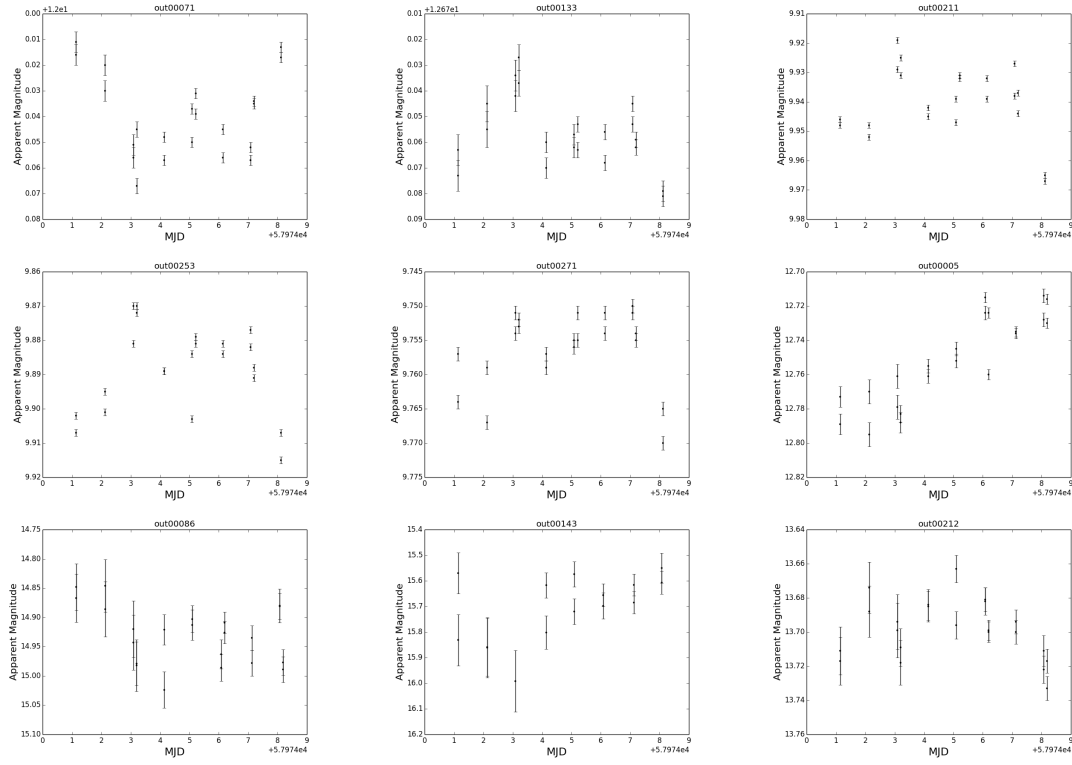 out00071
+1.2e1
0.00
0.01
0.02
0.03
0.04
0.05
0.06
0.07
0.08
Apparent Magnitude
0 1 2 3 4 5 6 7 8 9
MJD
+5.7974e4
out00133
+1.267e1
0.00
0.01
0.02
0.03
0.04
0.05
0.06
0.07
0.08
0.09
Apparent Magnitude
0 1 2 3 4 5 6 7 8 9
MJD
+5.7974e4
out00211
9.91
9.92
9.93
9.94
9.95
9.96
9.97
9.98
Apparent Magnitude
0 1 2 3 4 5 6 7 8 9
MJD
+5.7974e4
out00253
9.86
9.87
9.88
9.89
9.90
9.91
9.92
Apparent Magnitude
0 1 2 3 4 5 6 7 8 9
MJD
+5.7974e4
out00271
9.745
9.750
9.755
9.760
9.765
9.770
9.775
Apparent Magnitude
0 1 2 3 4 5 6 7 8 9
MJD
+5.7974e4
out00005
12.70
12.72
12.74
12.76
12.78
12.80
12.82
Apparent Magnitude
0 1 2 3 4 5 6 7 8 9
MJD
+5.7974e4
out00086
14.75
14.80
14.85
14.90
14.95
15.00
15.05
15.10
Apparent Magnitude
0 1 2 3 4 5 6 7 8 9
MJD
+5.7974e4
out00143
15.4
15.5
15.6
15.7
15.8
15.9
16.0
16.1
16.2
Apparent Magnitude
0 1 2 3 4 5 6 7 8 9
MJD
+5.7974e4
out00212
13.64
13.66
13.68
13.70
13.72
13.74
13.76
Apparent Magnitude
0 1 2 3 4 5 6 7 8 9
MJD
+5.7974e4